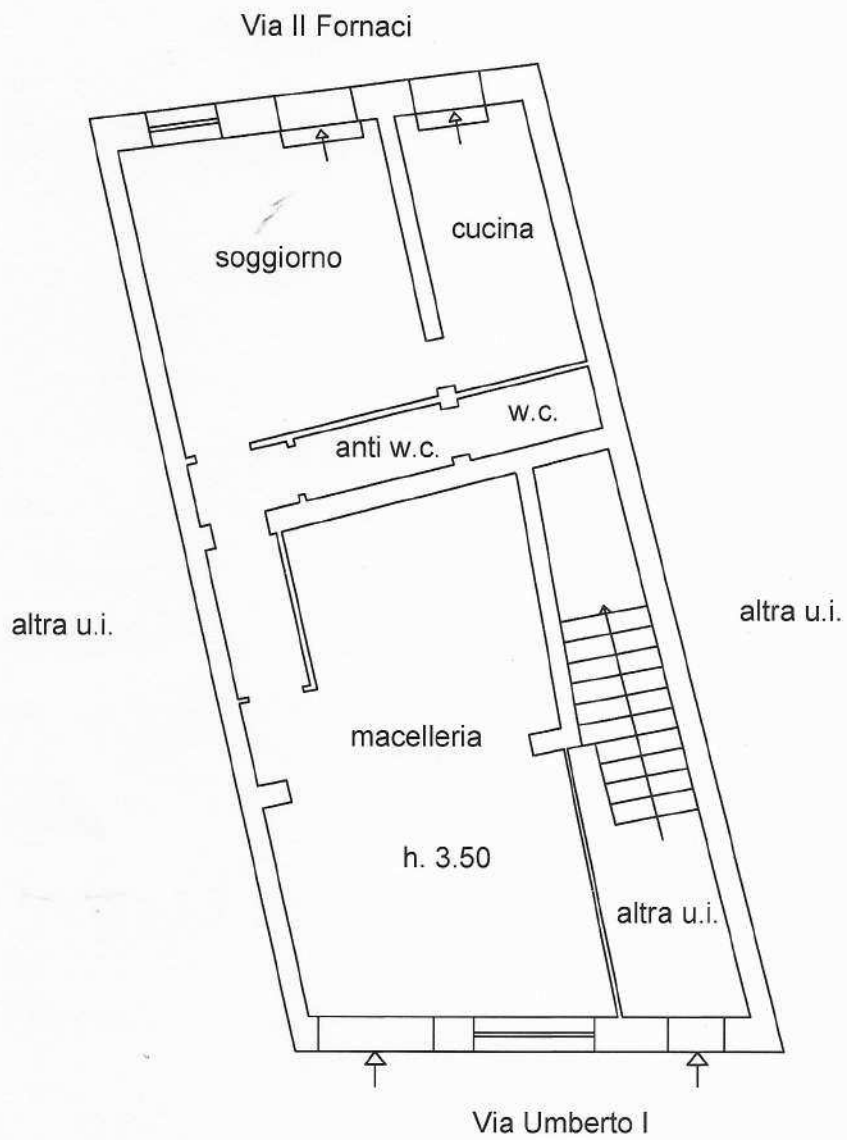 Via II Fornaci
cucina
soggiorno
w.c.
anti w.c.
altra u.i.
altra u.i.
macelleria
h. 3.50
altra u.i.
Via Umberto I